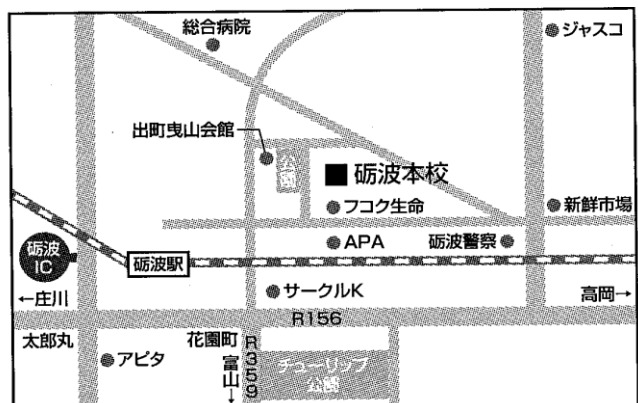 総合病院
ジャスコ
出町曳山会館
公園
砺波本校
フコク生命
新鮮市場
APA
砺波警察
砺波
IC
砺波駅
←庄川
サークルK
高岡→
R156
太郎丸
花園町
アピタ
富山→
R359
チューリップ
公園